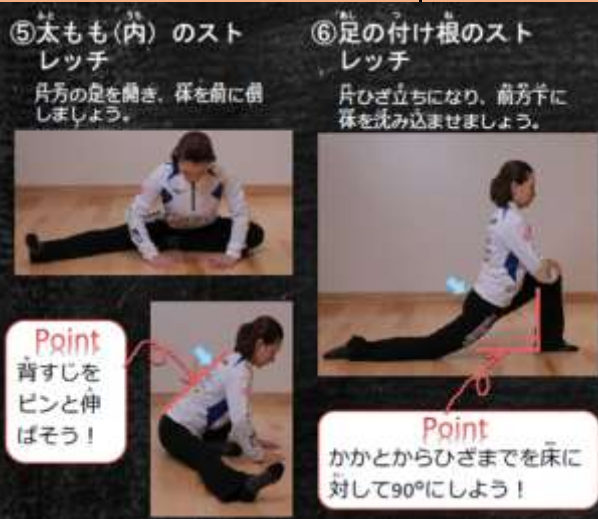 ⑤太もも(内)のスト
レッチ
片方の足を開き、体を前に倒
しましょう。
Point
背すじを
ピンと伸
ばそう！
⑥足の付け根のスト
レッチ
片ひざ立ちになり、前方下に
体を沈み込ませましょう。
Point
かかとからひざまでを床に
対して90°にしよう！